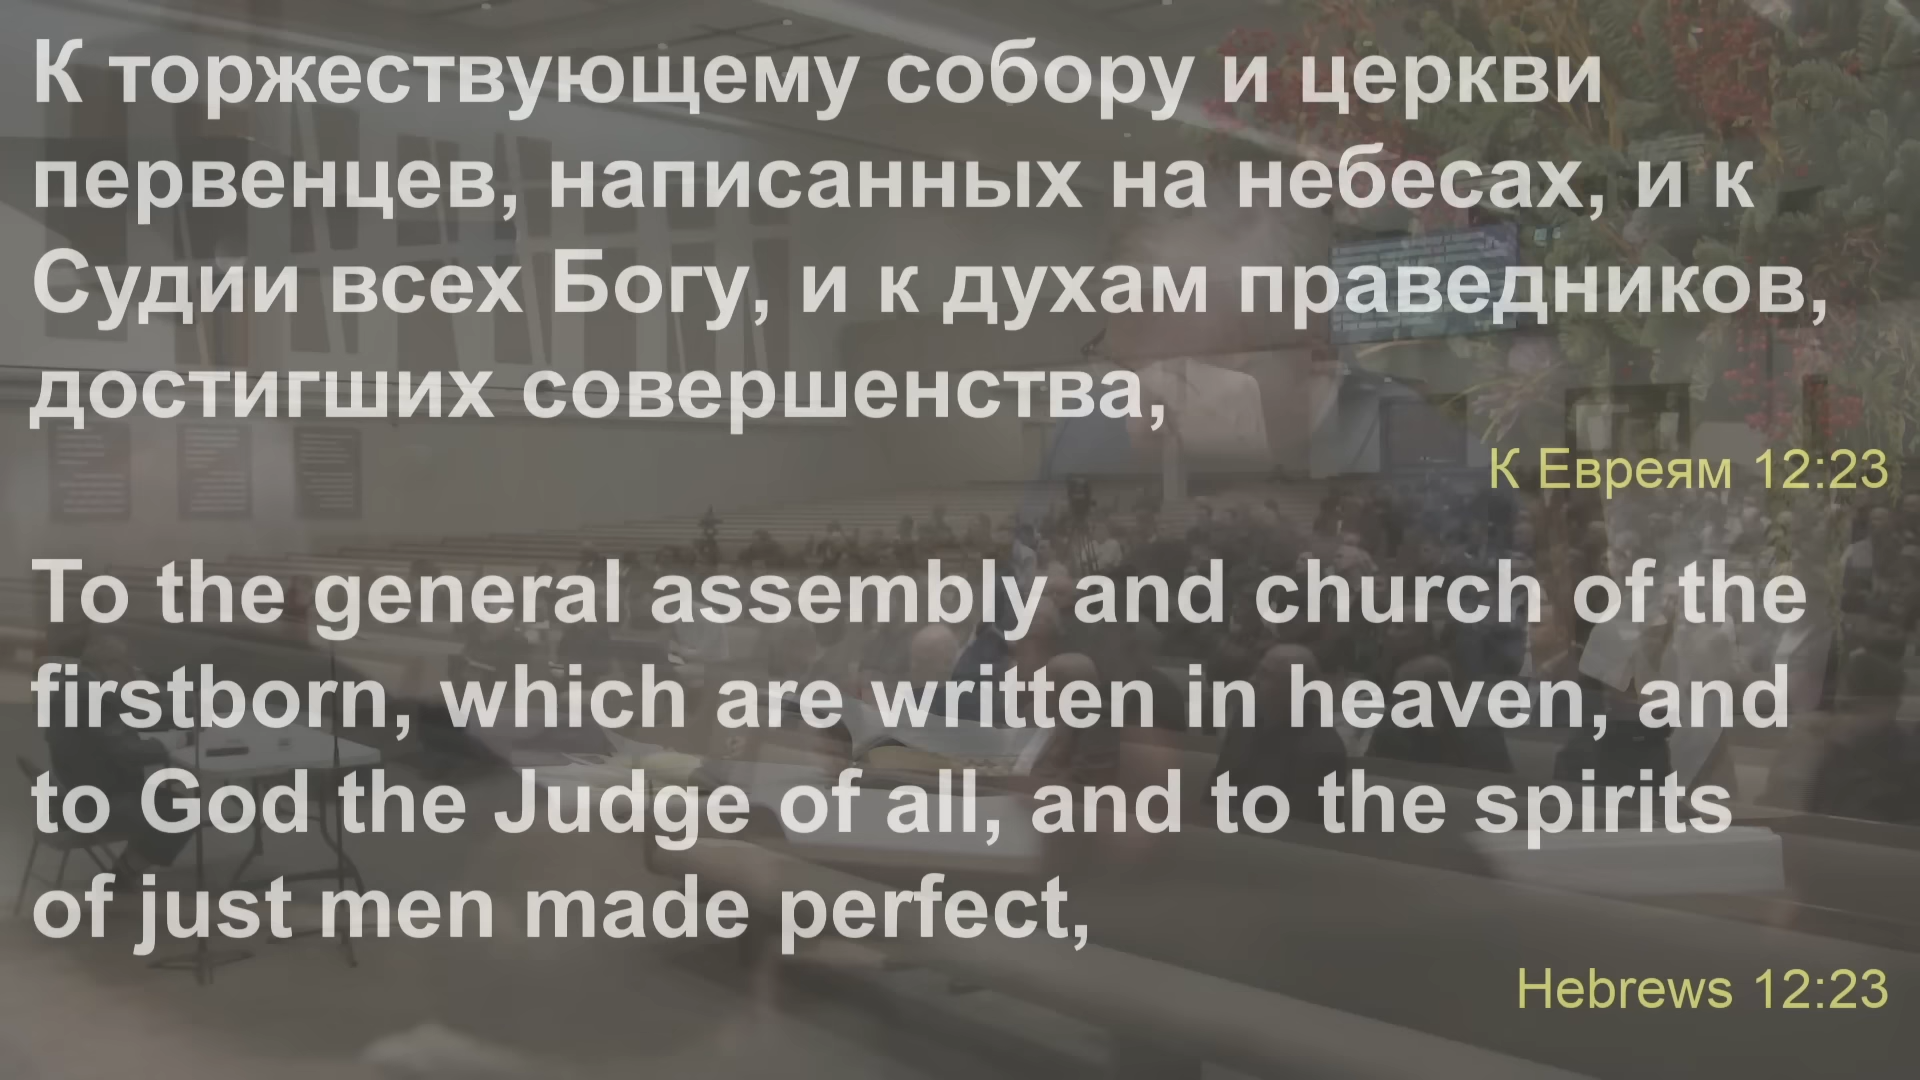 К торжествующему собору и церкви
первенцев, написанных на небесах, и к
Судии всех Богу, и к духам праведников,
достигших совершенства,
К Евреям 12:23
To the general assembly and church of the
firstborn, which are written in heaven, and
to God the Judge of all, and to the spirits
of just men made perfect,
Hebrews 12:23